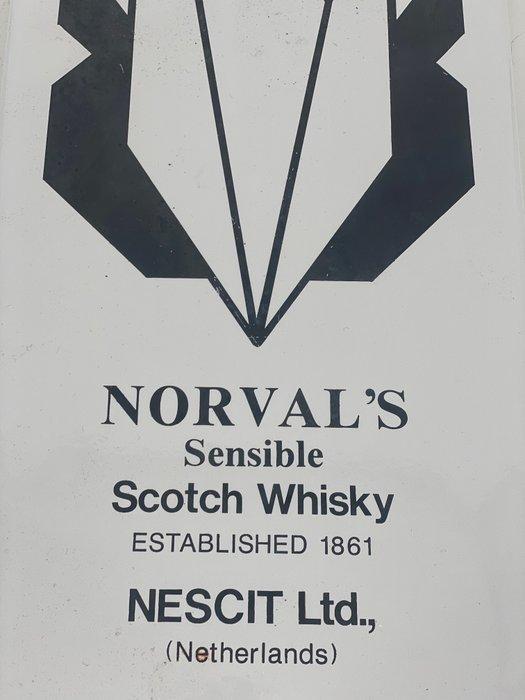 NORVAL'S
Sensible
Scotch Whisky
ESTABLISHED 1861
NESCIT Ltd.,
(Netherlands)